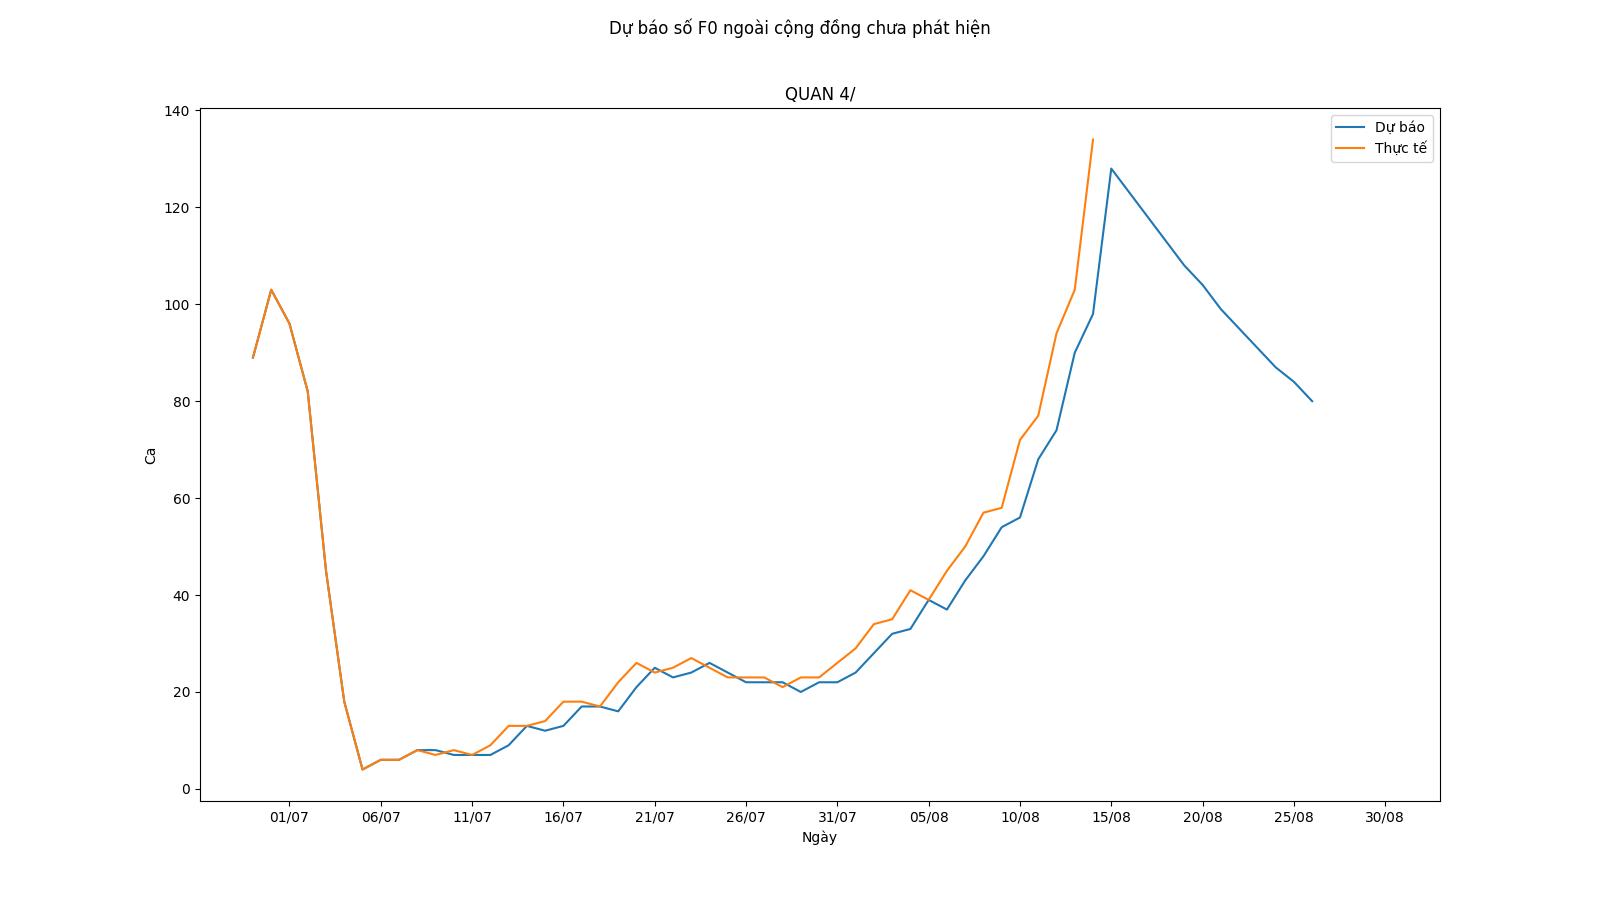 Dự báo số F0 ngoài cộng đồng chưa phát hiện
QUAN 4/
Dự báo
Thực tế
140
120
100
80
60
40
20
0
Ca
01/07 06/07 11/07 16/07 21/07 26/07 31/07 05/08 10/08 15/08 20/08 25/08 30/08
Ngày